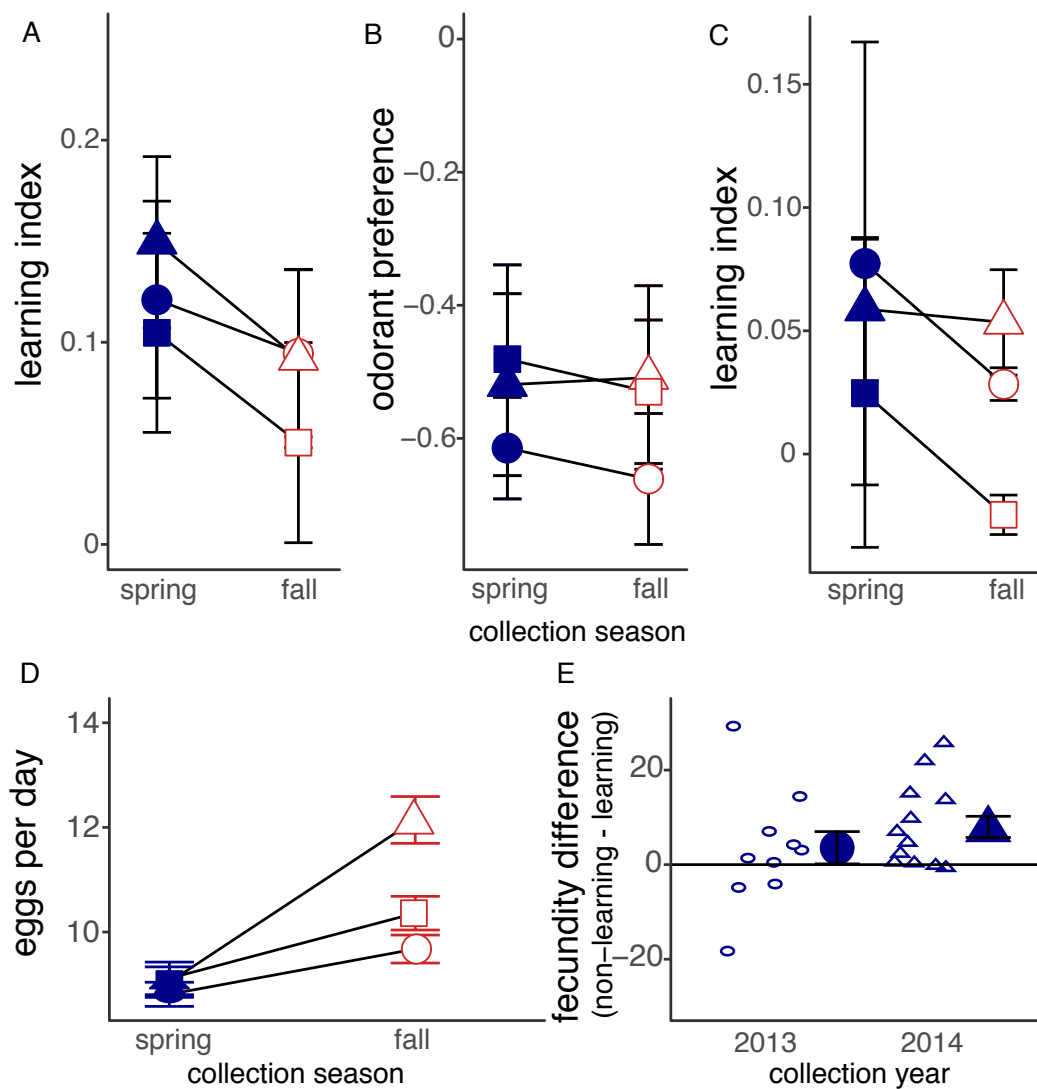 A
learning index
0.2
0.1
0
spring
fall
B
odorant preference
0
−0.2
−0.4
−0.6
spring
fall
C
learning index
0.15
0.10
0.05
0
spring
fall
collection season
D
eggs per day
14
12
10
spring
fall
collection season
E
fecundity difference
(non−learning - learning)
20
0
−20
2013
2014
collection year